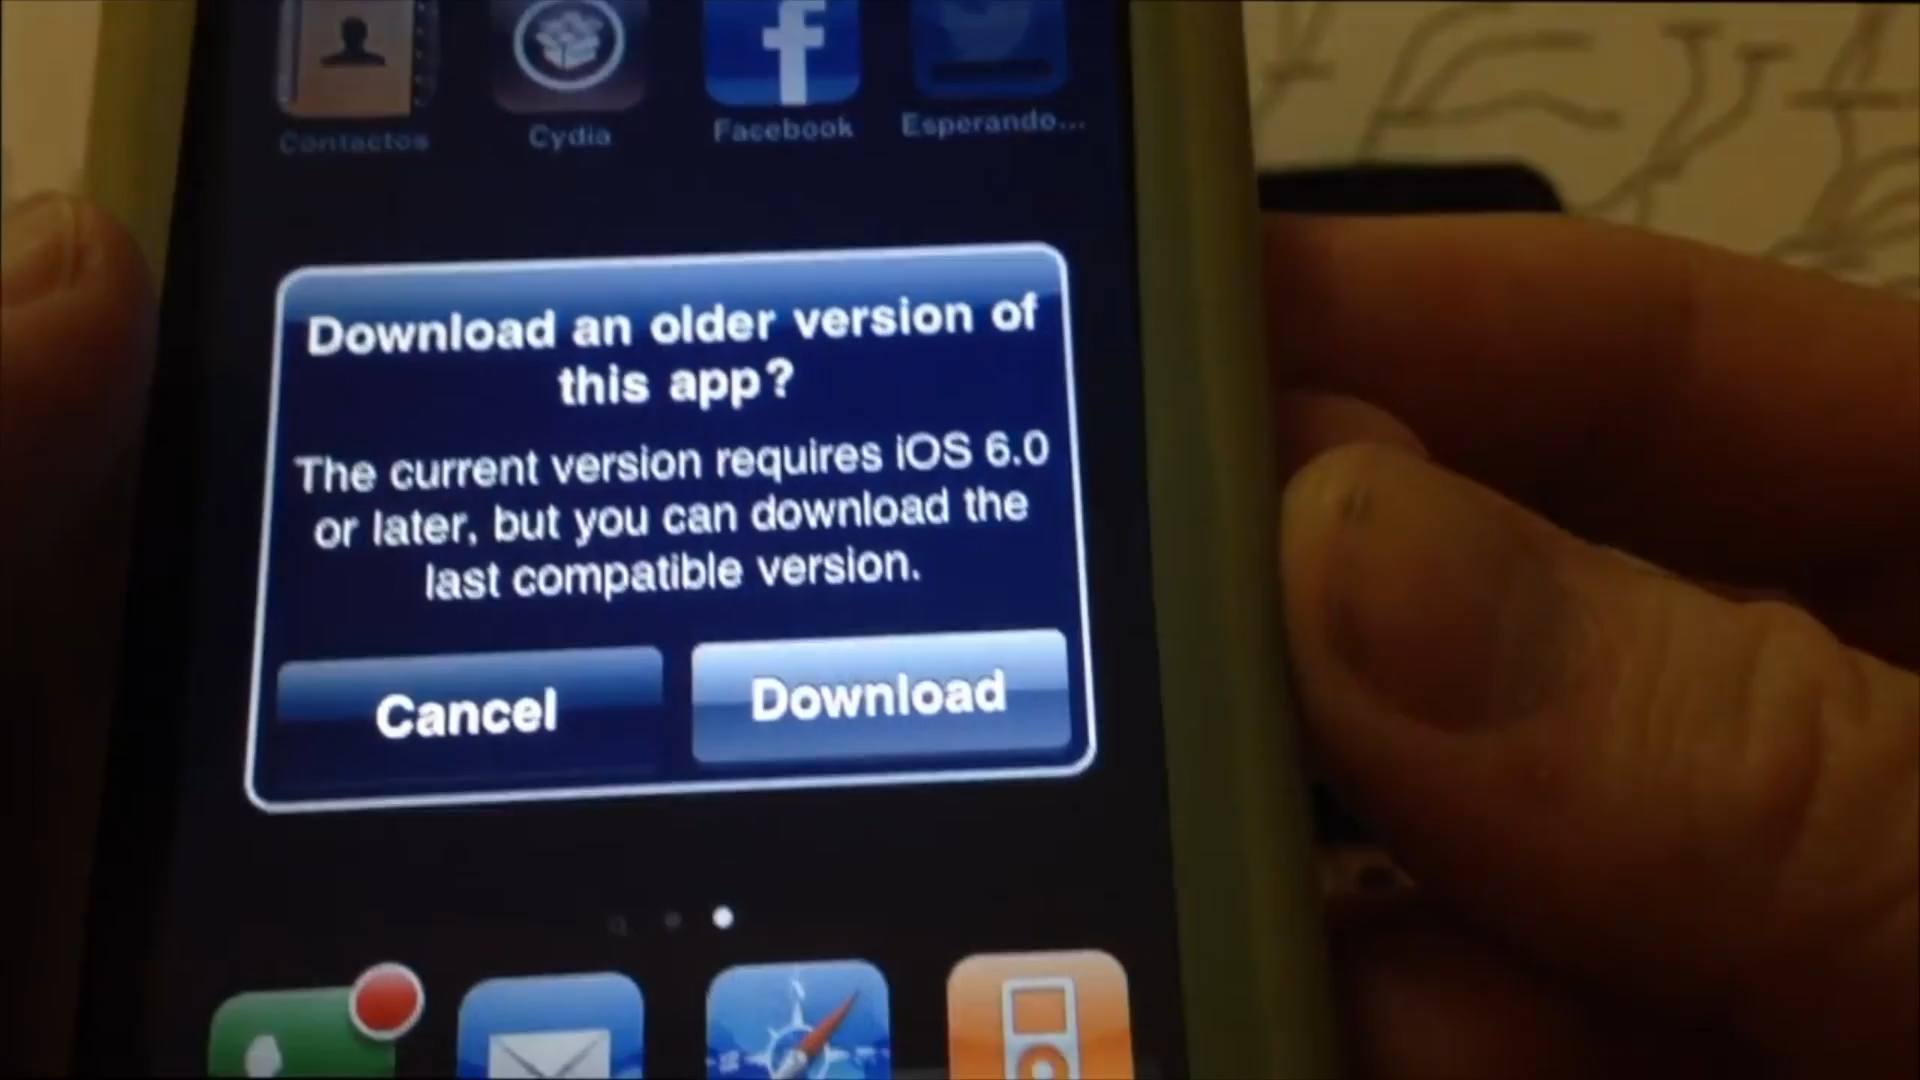 Contactos Cydia Facebook Esperando...
Download an older version of
this app?
The current version requires iOS 6.0
or later, but you can download the
last compatible version.
Cancel Download